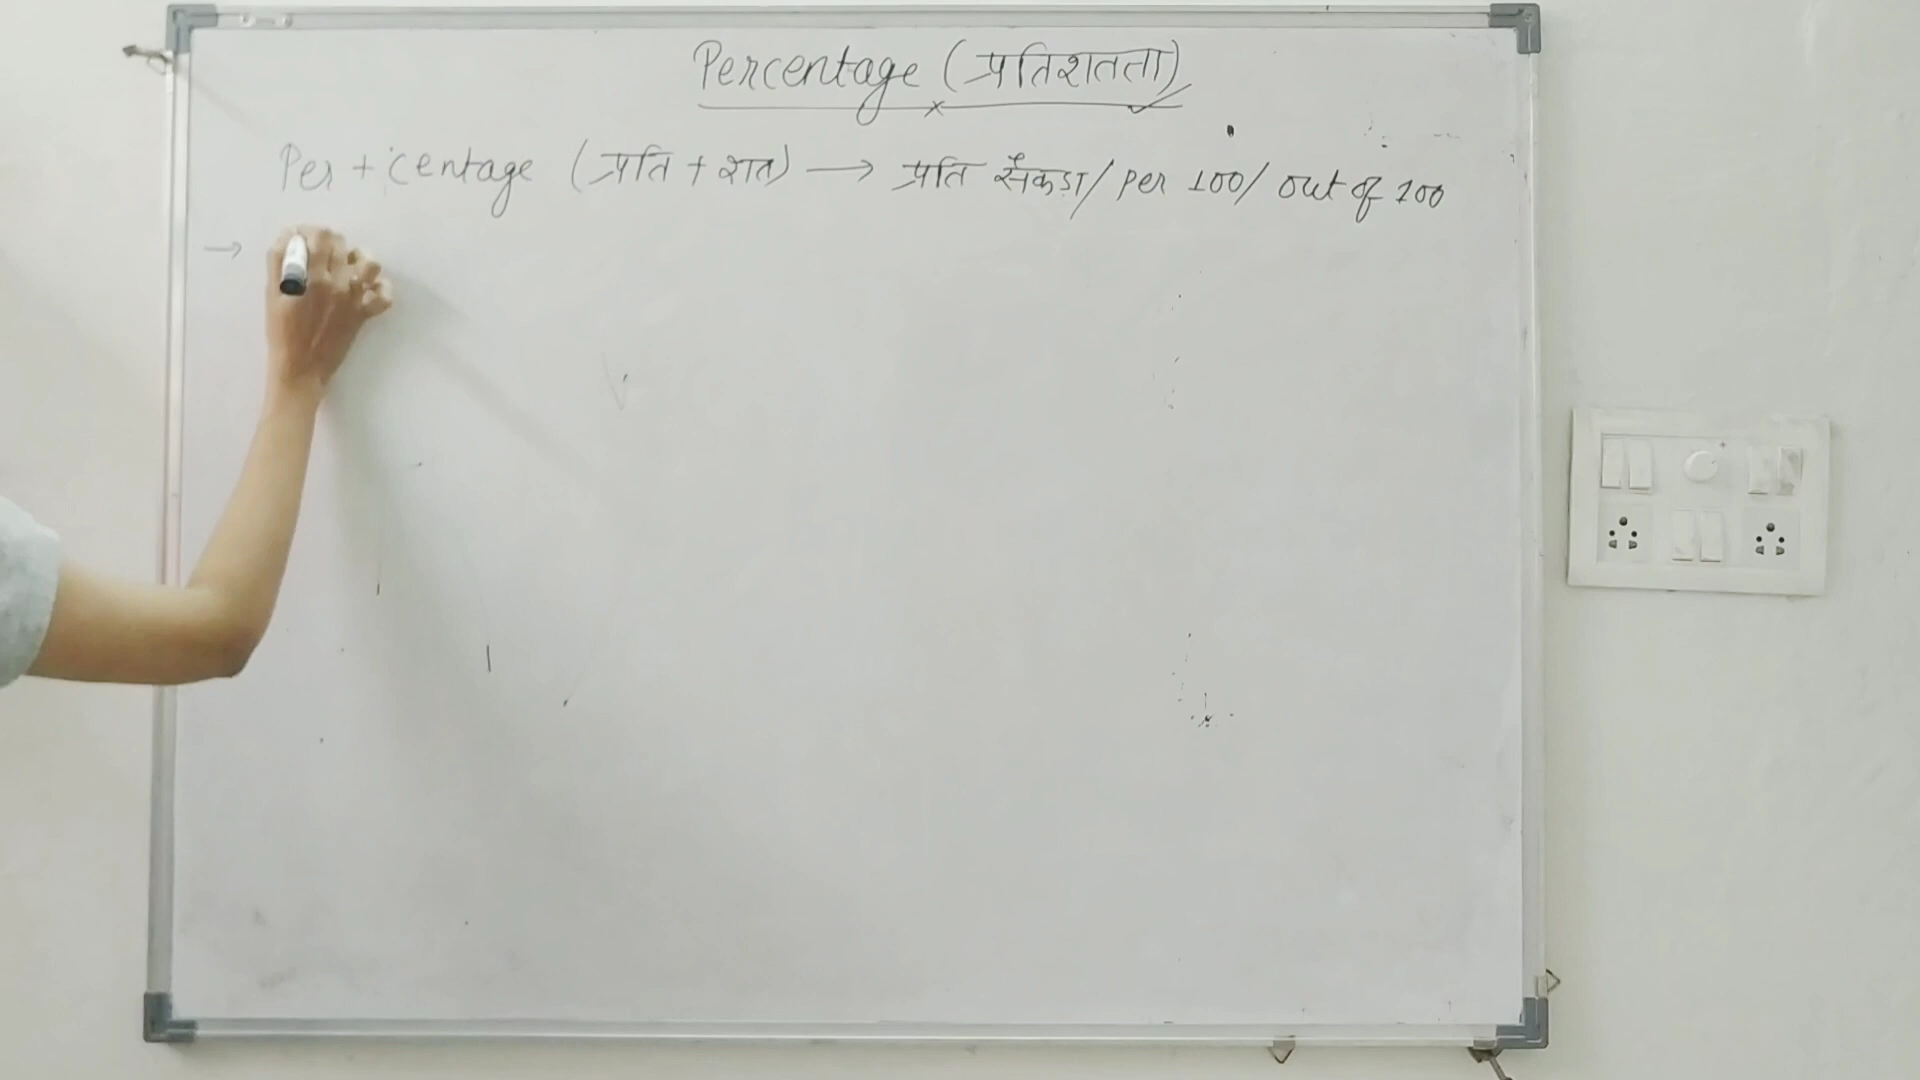 Percentage (प्रतिशतता)
Per + centage (प्रति + शत) → प्रति सैंकड़ा/ per 100/ out of 100
→